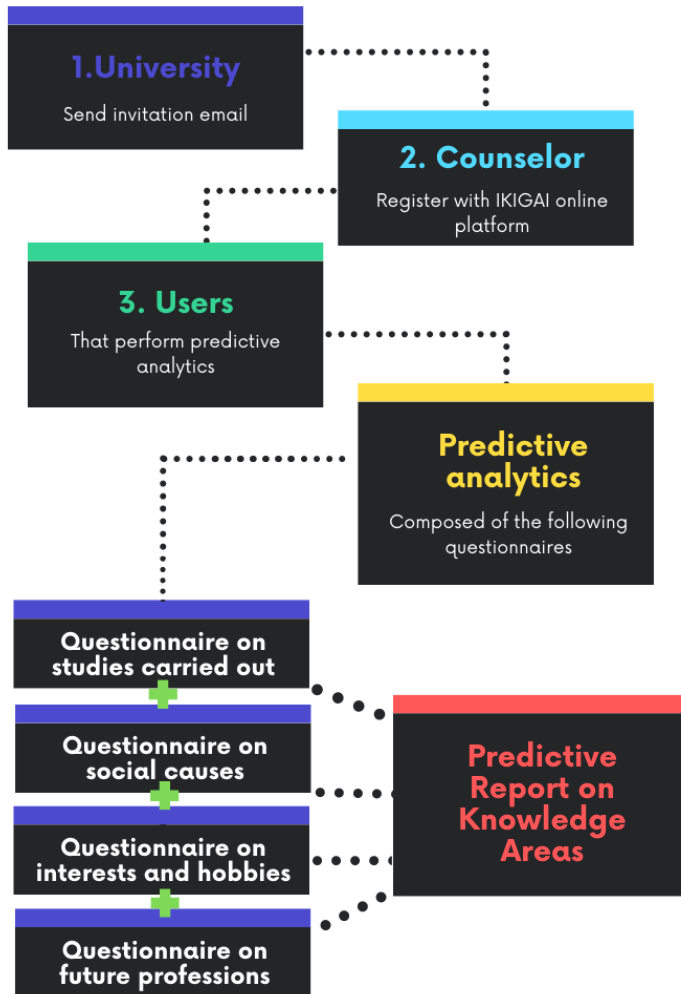 1.University
Send invitation email
2. Counselor
Register with IKIGAI online
platform
3. Users
That perform predictive
analytics
Predictive
analytics
Composed of the following
questionnaires
Questionnaire on
studies carried out
Questionnaire on
social causes
Questionnaire on
interests and hobbies
Questionnaire on
future professions
Predictive
Report on
Knowledge
Areas